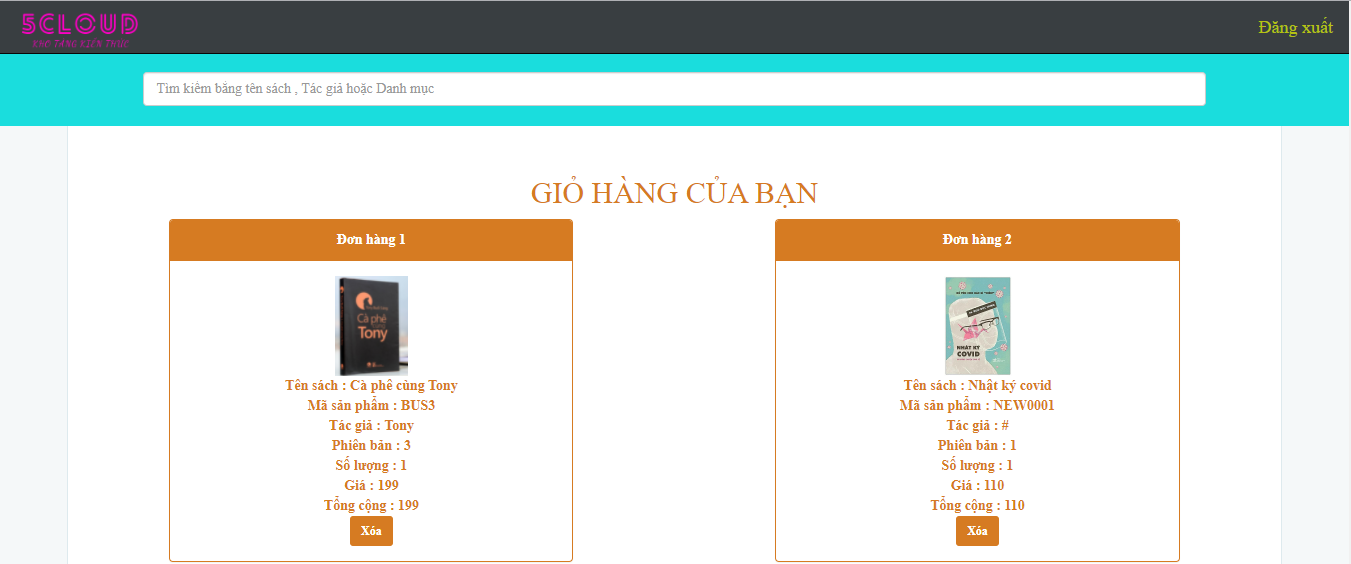 5CLOUD
KHO TÀNG KIẾN THỨC
Đăng xuất
Tìm kiếm bằng tên sách , Tác giả hoặc Danh mục
GIỎ HÀNG CỦA BẠN
Đơn hàng 1
Cà phê
Tony
Tên sách : Cà phê cùng Tony
Mã sản phẩm : BUS3
Tác giả : Tony
Phiên bản : 3
Số lượng : 1
Giá : 199
Tổng cộng : 199
Xóa
Đơn hàng 2
NHẬT KÝ
COVID
Tên sách : Nhật ký covid
Mã sản phẩm : NEW0001
Tác giả : #
Phiên bản : 1
Số lượng : 1
Giá : 110
Tổng cộng : 110
Xóa